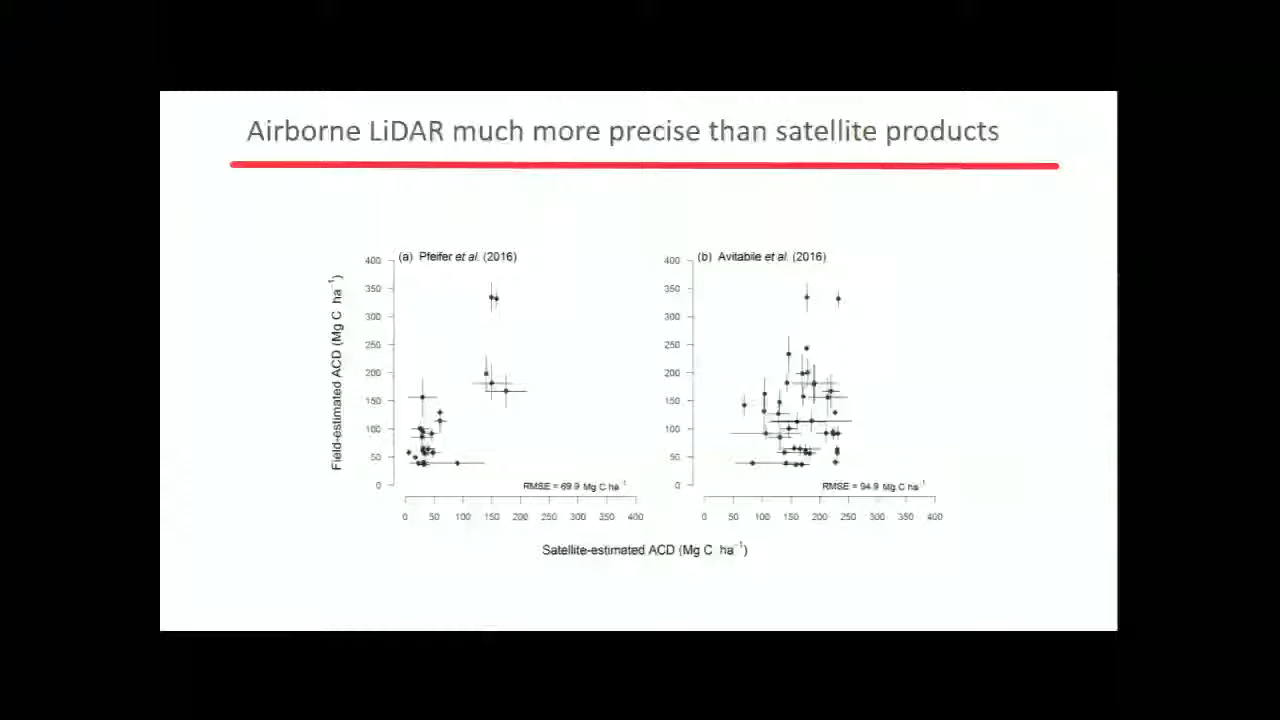 Airborne LiDAR much more precise than satellite products
(a) Pfeifer et al. (2016)
(b) Avitabile et al. (2016)
Field-estimated ACD (Mg C ha⁻¹)
400
350
300
250
200
150
100
50
0
RMSE = 69.9 Mg C ha⁻¹
0 50 100 150 200 250 300 350 400
400
350
300
250
200
150
100
50
0
RMSE = 94.9 Mg C ha⁻¹
0 50 100 150 200 250 300 350 400
Satellite-estimated ACD (Mg C ha⁻¹)